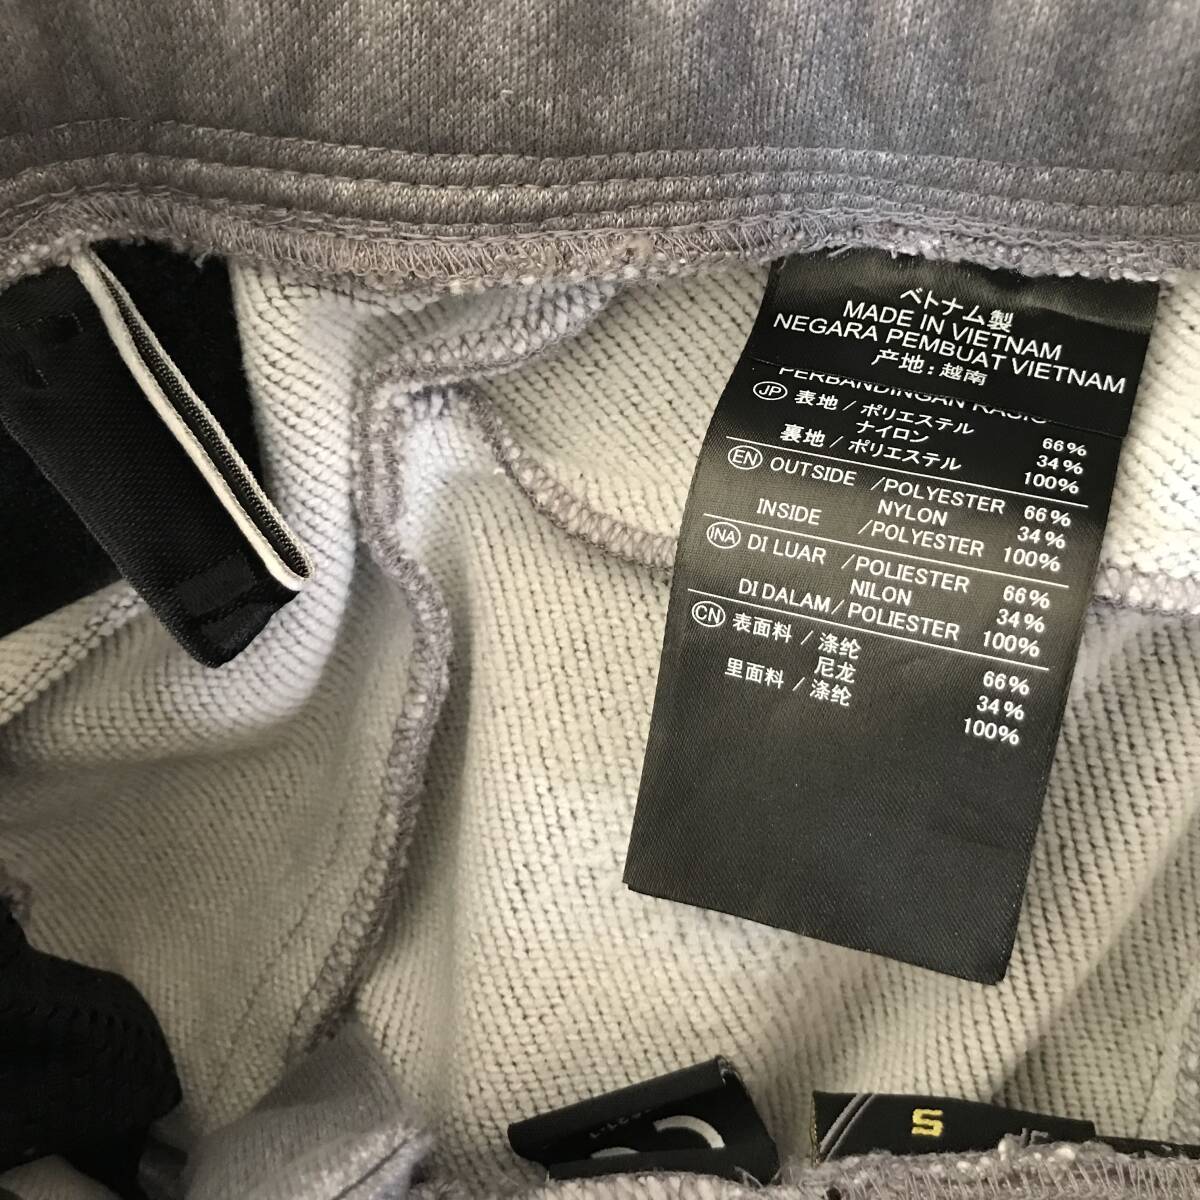 ベトナム製
MADE IN VIETNAM
NEGARA PEMBUAT VIETNAM
产地:越南
PERBANDINGAN
JP 表地/ポリエステル 66%
ナイロン 34%
裏地/ポリエステル 100%
EN OUTSIDE /POLYESTER 66%
NYLON 34%
INSIDE /POLYESTER 100%
INA DI LUAR /POLIESTER 66%
NILON 34%
DI DALAM/POLIESTER 100%
CN 表面料/涤纶 66%
尼龙 34%
里面料/涤纶 100%
S